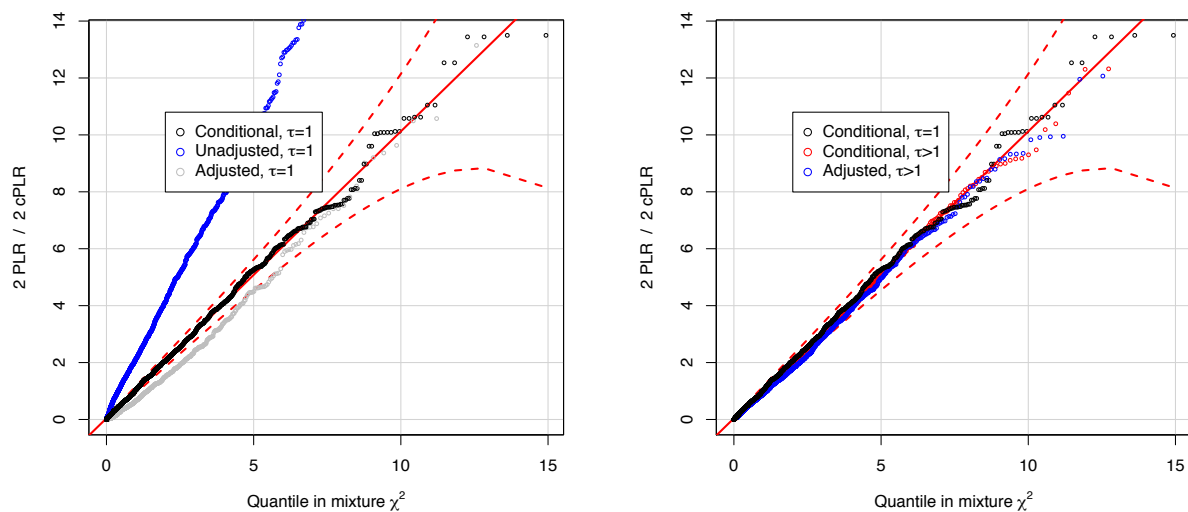 14
12
10
8
6
4
2
0
2 PLR / 2 cPLR
Conditional, τ=1
Unadjusted, τ=1
Adjusted, τ=1
0 5 10 15
Quantile in mixture χ²
14
12
10
8
6
4
2
0
2 PLR / 2 cPLR
Conditional, τ=1
Conditional, τ>1
Adjusted, τ>1
0 5 10 15
Quantile in mixture χ²